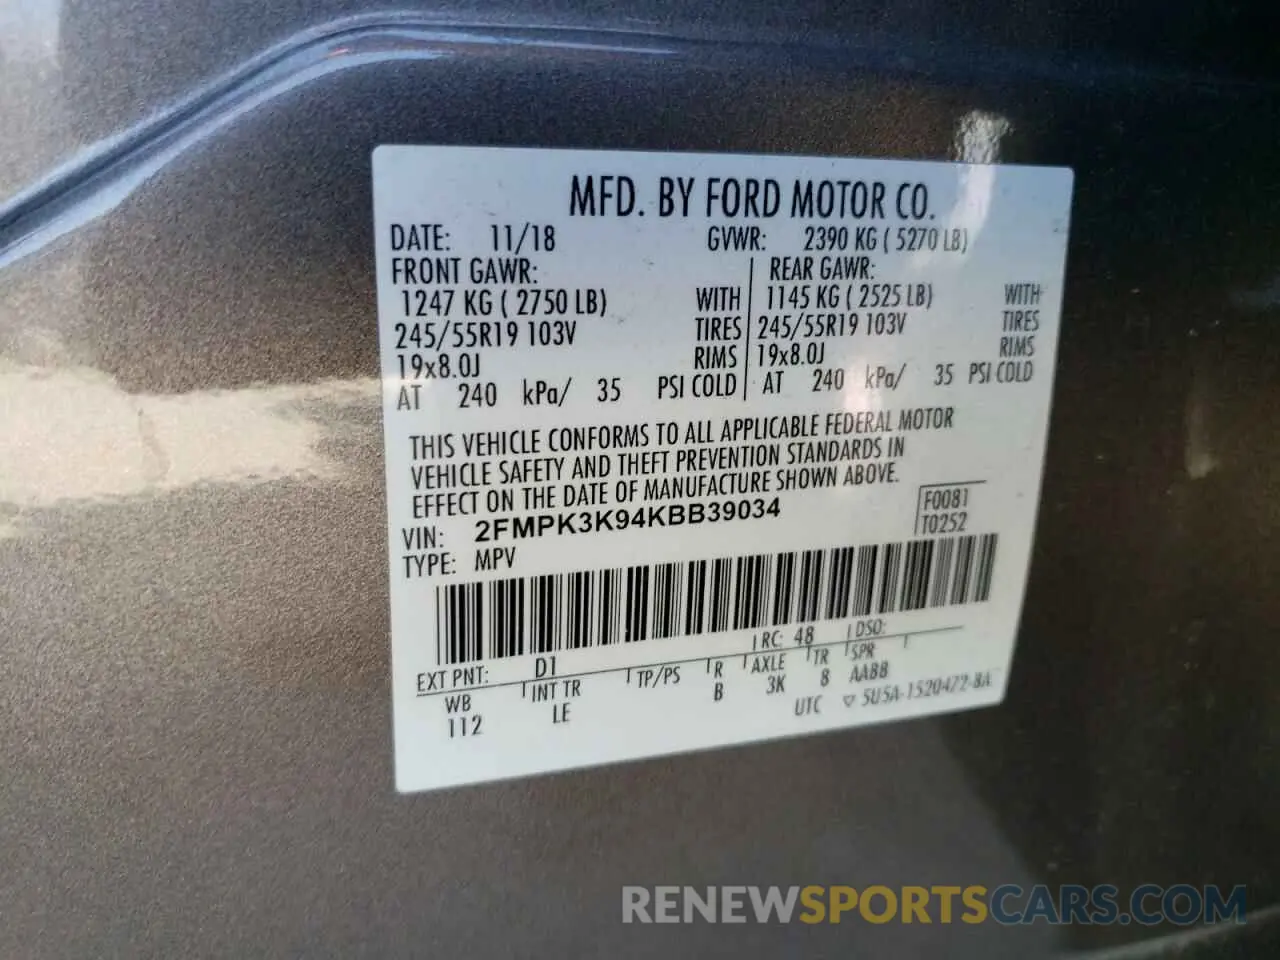 MFD. BY FORD MOTOR CO.
DATE: 11/18 GVWR: 2390 KG ( 5270 LB)
FRONT GAWR: REAR GAWR:
1247 KG ( 2750 LB) WITH 1145 KG ( 2525 LB) WITH
245/55R19 103V TIRES 245/55R19 103V TIRES
19x8.0J RIMS 19x8.0J RIMS
AT 240 kPa/ 35 PSI COLD AT 240 kPa/ 35 PSI COLD
THIS VEHICLE CONFORMS TO ALL APPLICABLE FEDERAL MOTOR
VEHICLE SAFETY AND THEFT PREVENTION STANDARDS IN
EFFECT ON THE DATE OF MANUFACTURE SHOWN ABOVE.
VIN: 2FMPK3K94KBB39034 F0081
TYPE: MPV T0252
EXT PNT: D1 RC: 48 DSO:
WB INT TR TP/PS R AXLE TR SPR
112 LE B 3K 8 AABB
UTC ▽ 5U5A-1520472-BA
RENEWSPORTSCARS.COM